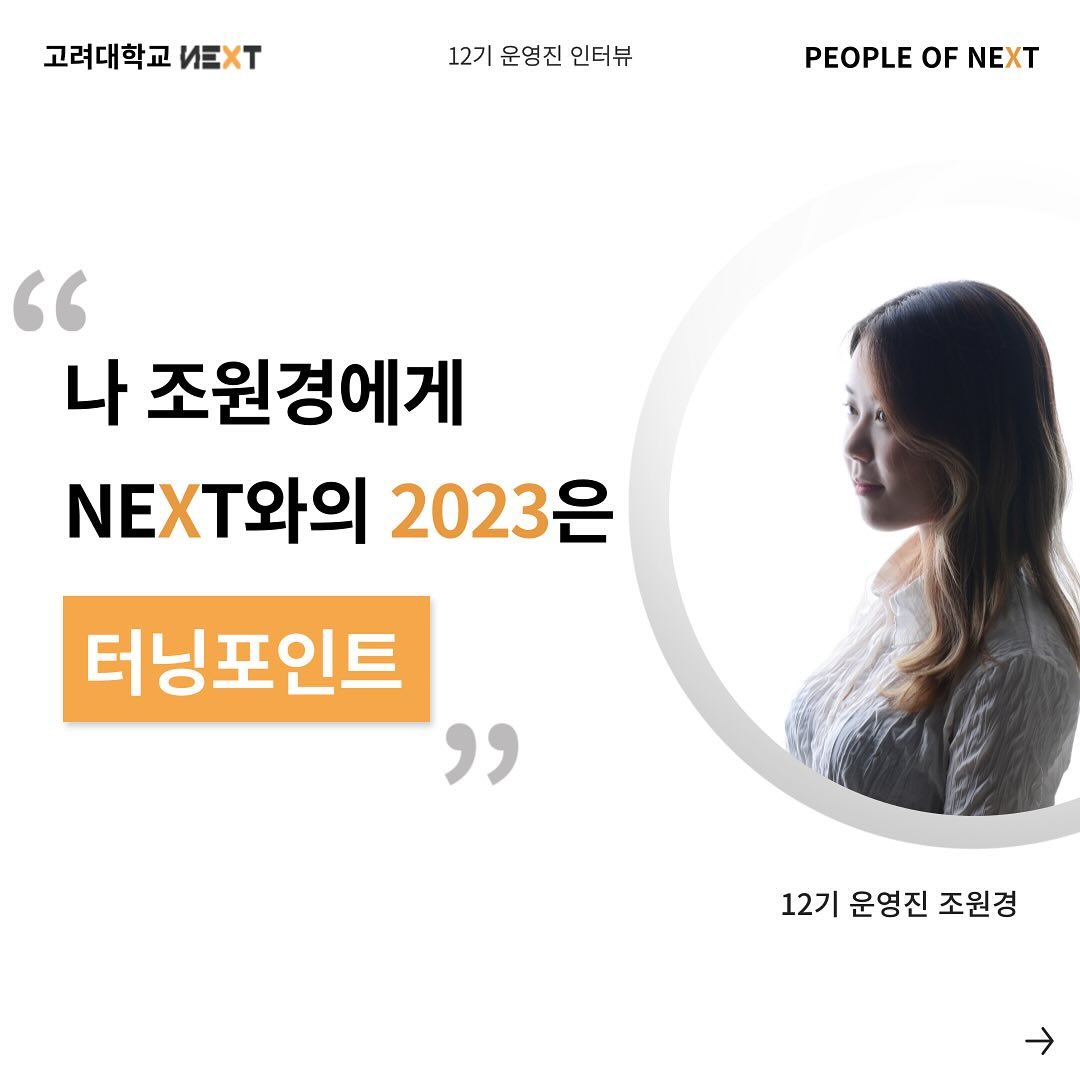 고려대학교 NEXT
12기 운영진 인터뷰
PEOPLE OF NEXT
“
나 조원경에게
NEXT와의 2023은
터닝포인트
”
12기 운영진 조원경